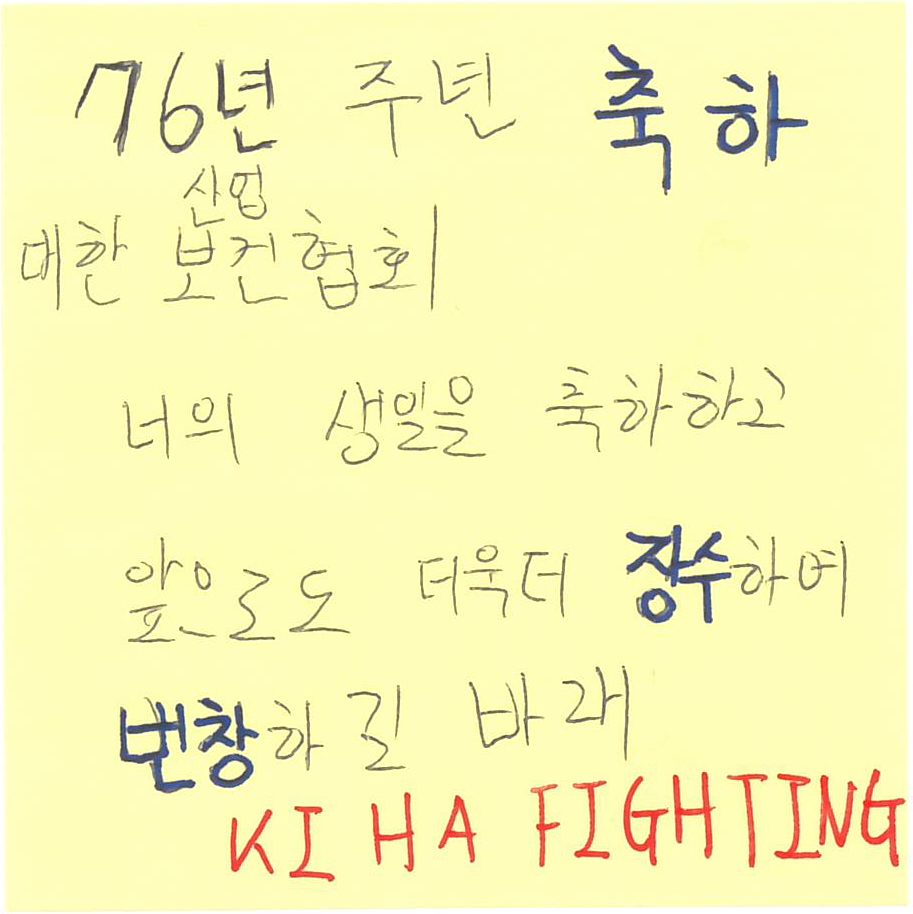 76년 주년 축하
산업
대한 보건협회
너의 생일을 축하하고
앞으로도 더욱더 장수하여
번창하길 바래
KIHA FIGHTING